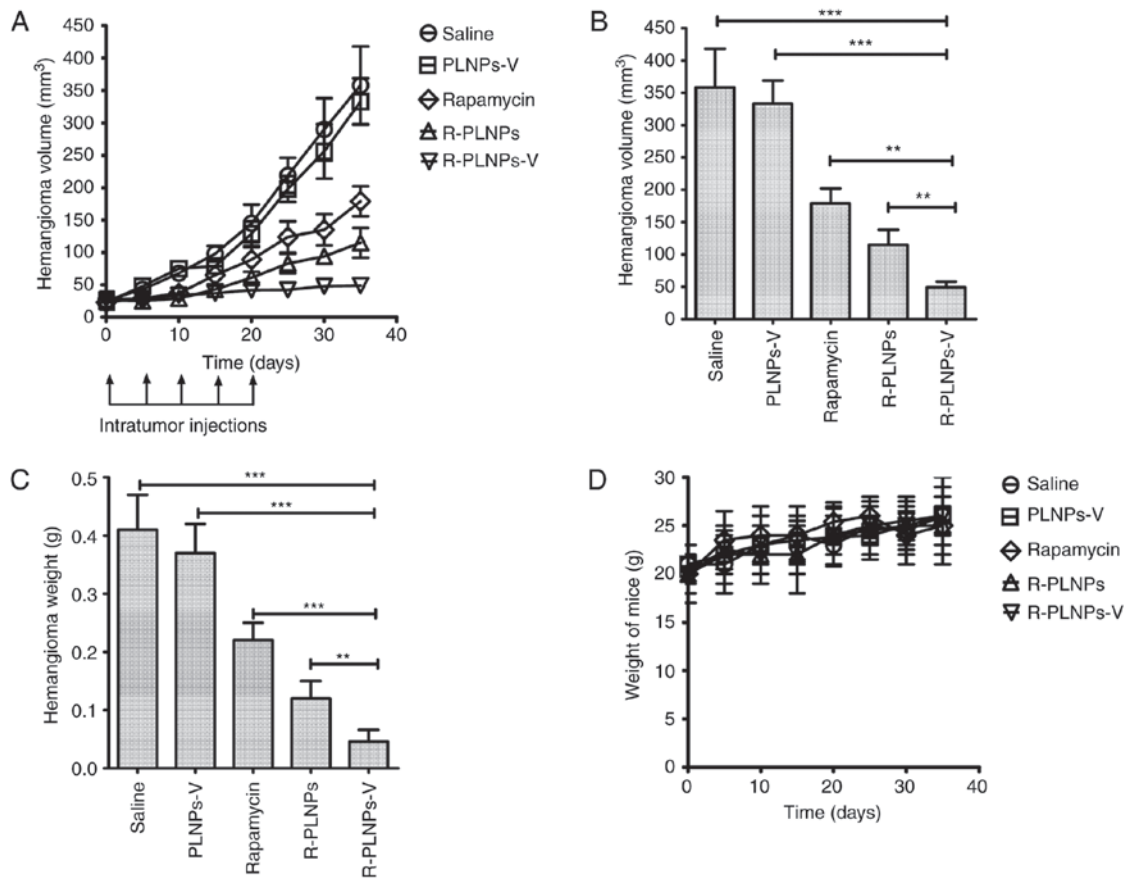 A
Hemangioma volume (mm³)
450
400
350
300
250
200
150
100
50
0
0 10 20 30 40
Time (days)
Intratumor injections
Saline
PLNPs-V
Rapamycin
R-PLNPs
R-PLNPs-V
B
Hemangioma volume (mm³)
450
400
350
300
250
200
150
100
50
0
***
***
**
**
Saline
PLNPs-V
Rapamycin
R-PLNPs
R-PLNPs-V
C
Hemangioma weight (g)
0.5
0.4
0.3
0.2
0.1
0.0
***
***
***
**
Saline
PLNPs-V
Rapamycin
R-PLNPs
R-PLNPs-V
D
Weight of mice (g)
30
25
20
15
10
5
0
0 10 20 30 40
Time (days)
Saline
PLNPs-V
Rapamycin
R-PLNPs
R-PLNPs-V